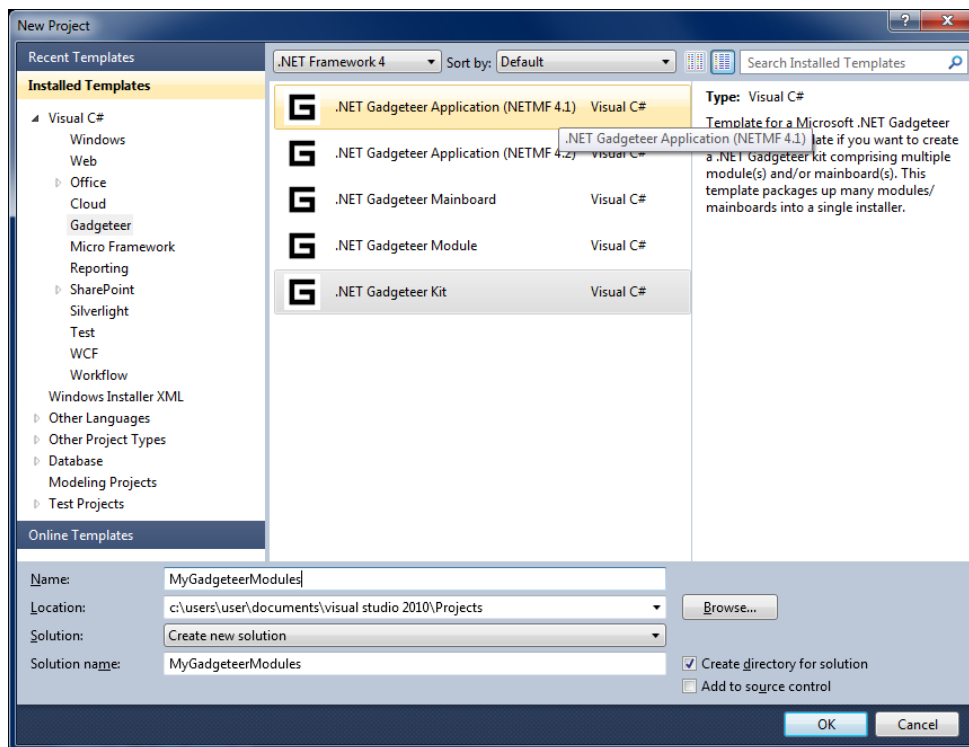 New Project
Recent Templates
Installed Templates
Visual C#
Windows
Web
Office
Cloud
Gadgeteer
Micro Framework
Reporting
SharePoint
Silverlight
Test
WCF
Workflow
Windows Installer XML
Other Languages
Other Project Types
Database
Modeling Projects
Test Projects
Online Templates
.NET Framework 4
Sort by: Default
Search Installed Templates
.NET Gadgeteer Application (NETMF 4.1) Visual C#
.NET Gadgeteer Application (NETMF 4.1)
.NET Gadgeteer Application (NETMF 4.2) Visual C#
.NET Gadgeteer Mainboard Visual C#
.NET Gadgeteer Module Visual C#
.NET Gadgeteer Kit Visual C#
Type: Visual C#
Template for a Microsoft .NET Gadgeteer
if you want to create
a .NET Gadgeteer kit comprising multiple
module(s) and/or mainboard(s). This
template packages up many modules/
mainboards into a single installer.
Name: MyGadgeteerModules
Location: c:\users\user\documents\visual studio 2010\Projects
Browse...
Solution: Create new solution
Solution name: MyGadgeteerModules
Create directory for solution
Add to source control
OK
Cancel